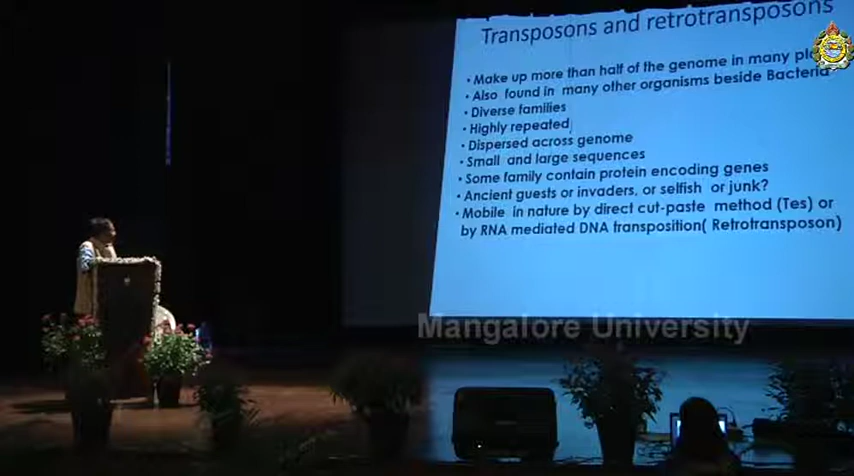 Transposons and retroTransposons
• Make up more than half of the genome in many
• Also found in many other organisms beside Bacteria
• Diverse families
• Highly repeated
• Dispersed across genome
• Small and large sequences
• Some family contain protein encoding genes
• Ancient guests or invaders, or selfish or junk?
• Mobile in nature by direct cut-paste method (Tes) or
by RNA mediated DNA transposition( RetroTransposon)
Mangalore University